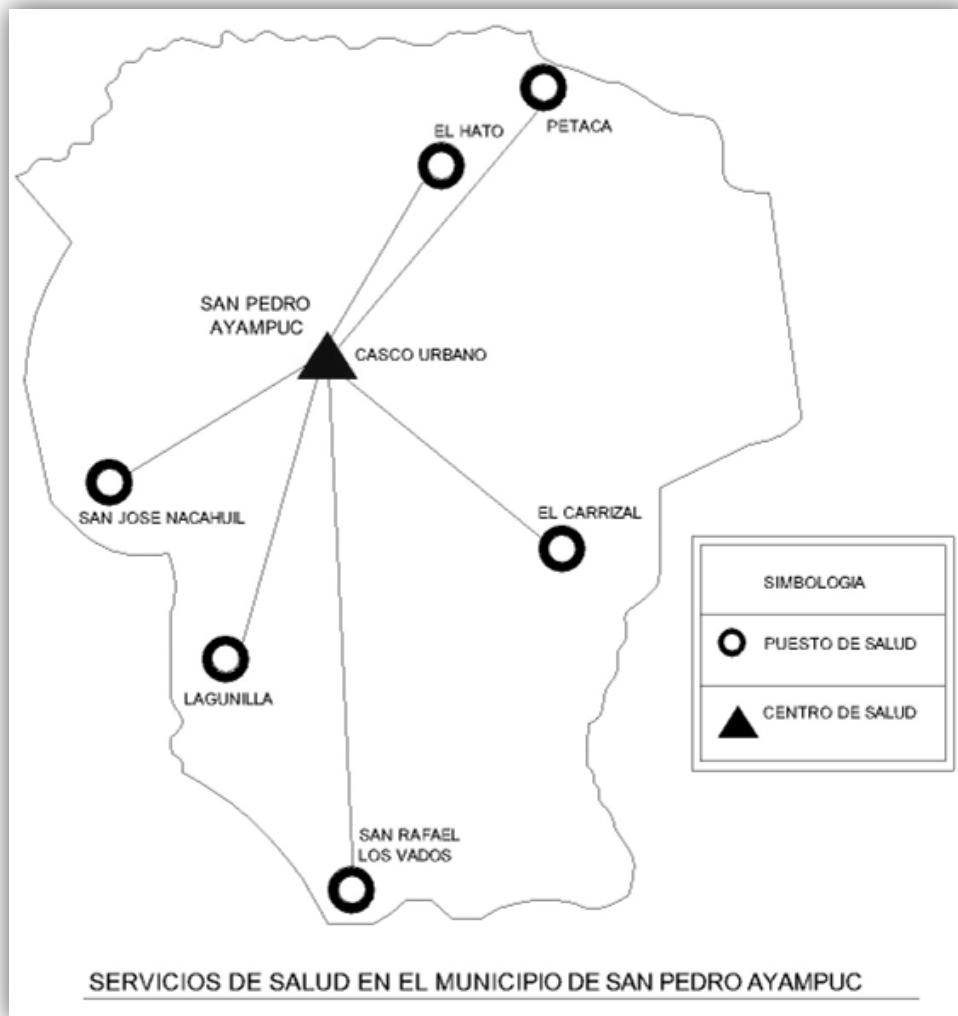 PETACA
EL HATO
SAN PEDRO
AYAMPUC
CASCO URBANO
SAN JOSE NACAHUIL
EL CARRIZAL
LAGUNILLA
SAN RAFAEL
LOS VADOS
SIMBOLOGIA
PUESTO DE SALUD
CENTRO DE SALUD
SERVICIOS DE SALUD EN EL MUNICIPIO DE SAN PEDRO AYAMPUC